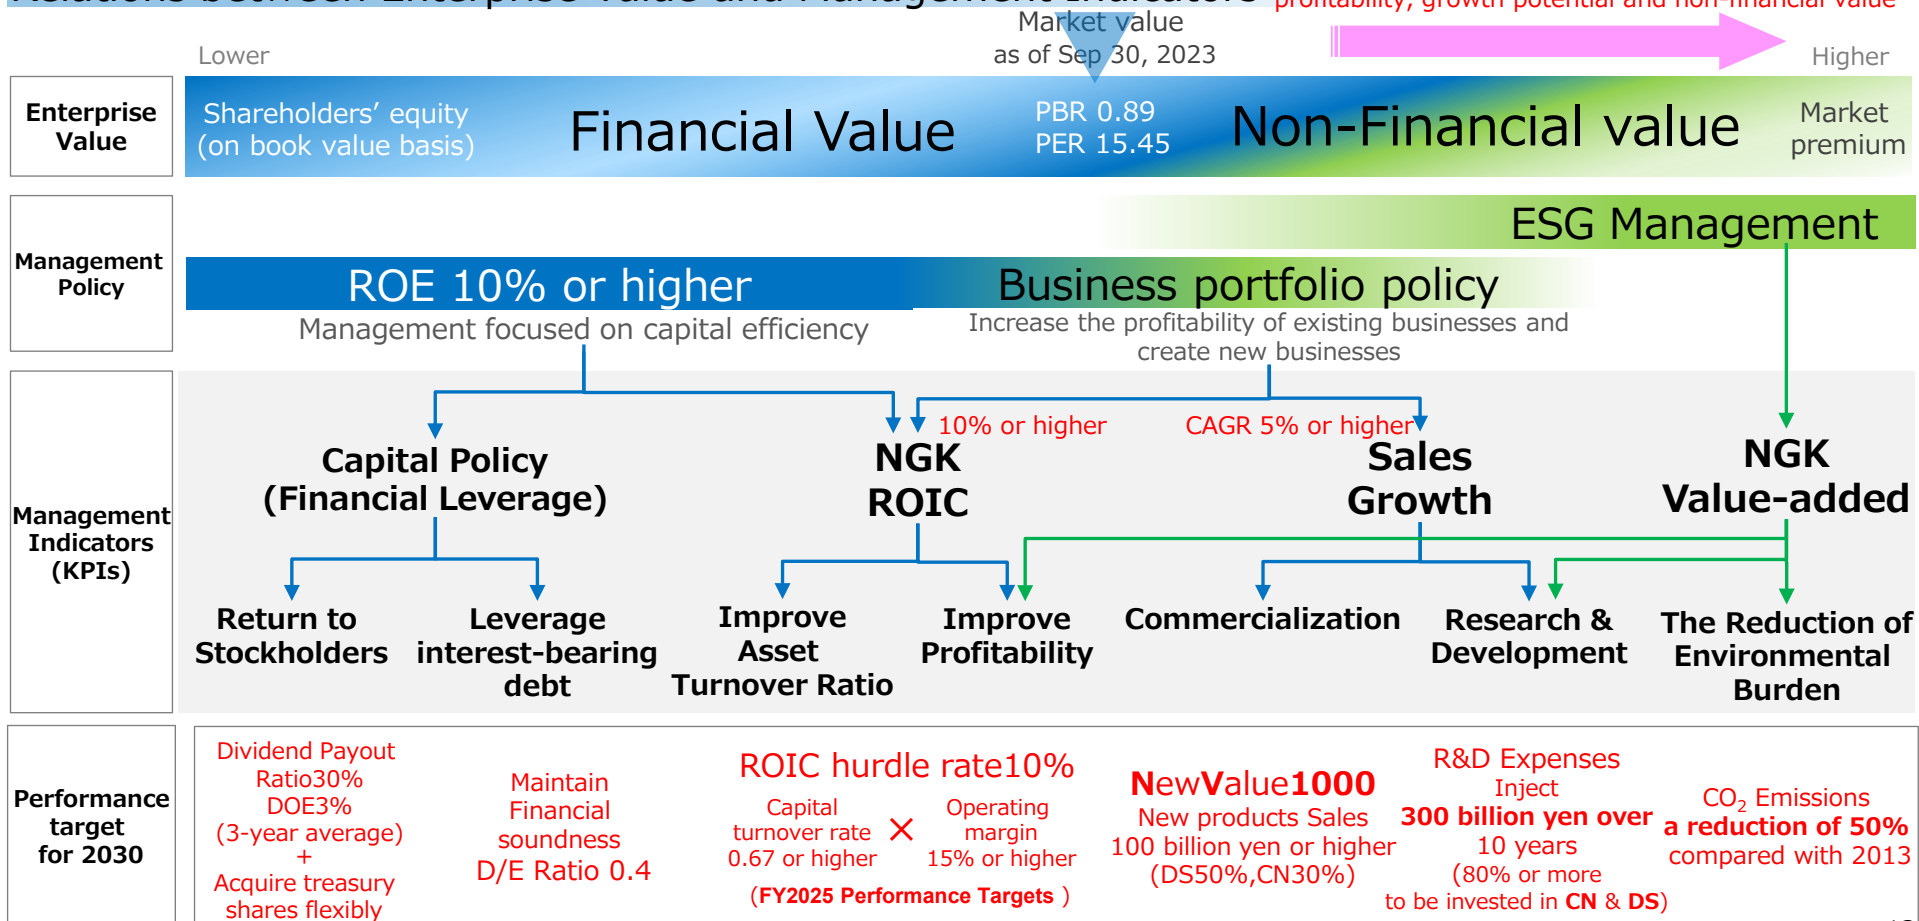 Relations between Enterprise Value and Management Indicators
profitability, growth potential and non-financial value
Market value
as of Sep 30, 2023
Lower
Higher
Enterprise
Value
Shareholders’ equity
(on book value basis)
Financial Value
PBR 0.89
PER 15.45
Non-Financial value
Market
premium
Management
Policy
ESG Management
ROE 10% or higher
Business portfolio policy
Management focused on capital efficiency
Increase the profitability of existing businesses and
create new businesses
Management
Indicators
(KPIs)
10% or higher
CAGR 5% or higher
Capital Policy
(Financial Leverage)
NGK
ROIC
Sales
Growth
NGK
Value-added
Return to
Stockholders
Leverage
interest-bearing
debt
Improve
Asset
Turnover Ratio
Improve
Profitability
Commercialization
Research &
Development
The Reduction of
Environmental
Burden
Performance
target
for 2030
Dividend Payout
Ratio30%
DOE3%
(3-year average)
+
Acquire treasury
shares flexibly
Maintain
Financial
soundness
D/E Ratio 0.4
ROIC hurdle rate10%
Capital
turnover rate
0.67 or higher
×
Operating
margin
15% or higher
(FY2025 Performance Targets )
NewValue1000
New products Sales
100 billion yen or higher
(DS50%,CN30%)
R&D Expenses
Inject
300 billion yen over
10 years
(80% or more
to be invested in CN & DS)
CO₂ Emissions
a reduction of 50%
compared with 2013